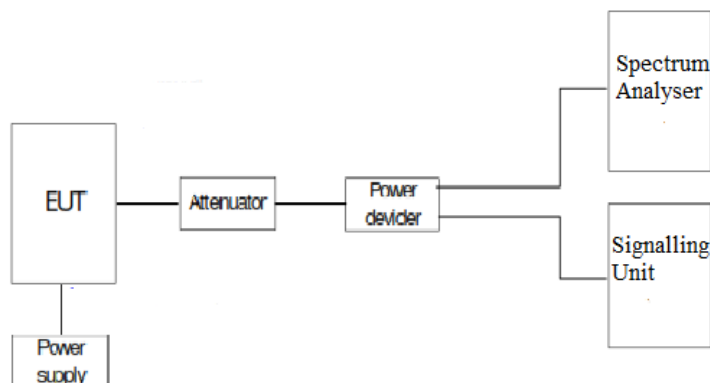 Spectrum
Analyser
EUT
Attenuator
Power
devider
Signalling
Unit
Power
supply